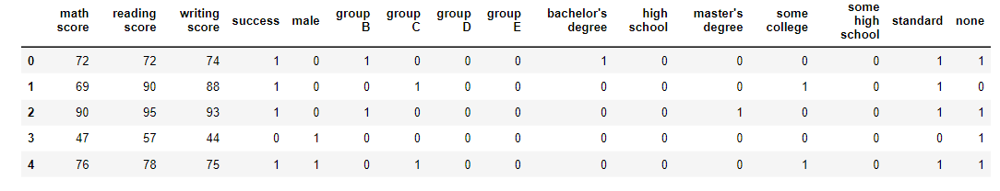 math score reading score writing score success male group B group C group D group E bachelor's degree high school master's degree some college some high school standard none
0 72 72 74 1 0 1 0 0 0 1 0 0 0 0 1 1
1 69 90 88 1 0 0 1 0 0 0 0 0 1 0 1 0
2 90 95 93 1 0 1 0 0 0 0 0 1 0 0 1 1
3 47 57 44 0 1 0 0 0 0 0 0 0 0 0 0 1
4 76 78 75 1 1 0 1 0 0 0 0 0 1 0 1 1